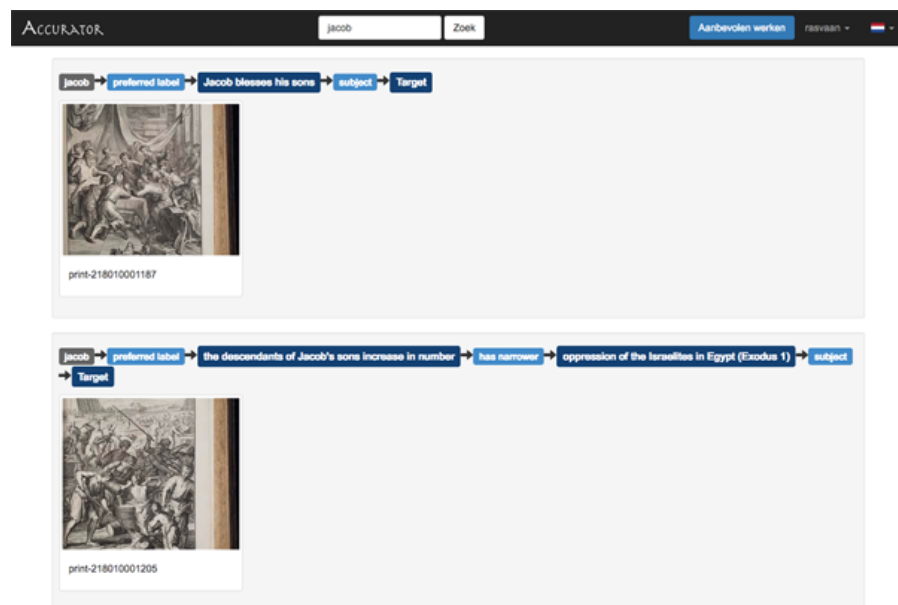 ACCURATOR jacob Zoek Aanbevolen werken rasvaan
jacob → preferred label → Jacob blesses his sons → subject → Target
print-218010001187
jacob → preferred label → the descendants of Jacob's sons increase in number → has narrower → oppression of the Israelites in Egypt (Exodus 1) → subject
→ Target
print-218010001205